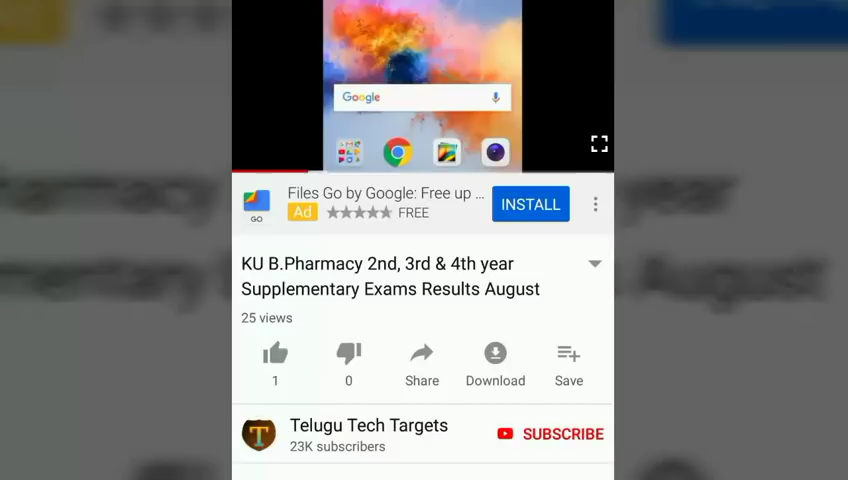 Google
Files Go by Google: Free up ...
Ad FREE
INSTALL
GO
KU B.Pharmacy 2nd, 3rd & 4th year
Supplementary Exams Results August
25 views
1 0 Share Download Save
T
Telugu Tech Targets
23K subscribers
SUBSCRIBE